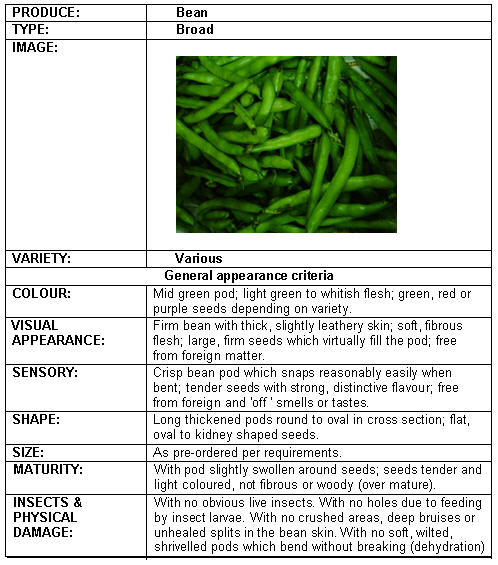 PRODUCE: Bean
TYPE: Broad
IMAGE:
VARIETY: Various
General appearance criteria
COLOUR: Mid green pod; light green to whitish flesh; green, red or
purple seeds depending on variety.
VISUAL Firm bean with thick, slightly leathery skin; soft, fibrous
APPEARANCE: flesh; large, firm seeds which virtually fill the pod; free
from foreign matter.
SENSORY: Crisp bean pod which snaps reasonably easily when
bent; tender seeds with strong, distinctive flavour; free
from foreign and 'off ' smells or tastes.
SHAPE: Long thickened pods round to oval in cross section; flat,
oval to kidney shaped seeds.
SIZE: As pre-ordered per requirements.
MATURITY: With pod slightly swollen around seeds; seeds tender and
light coloured, not fibrous or woody (over mature).
INSECTS & With no obvious live insects. With no holes due to feeding
PHYSICAL by insect larvae. With no crushed areas, deep bruises or
DAMAGE: unhealed splits in the bean skin. With no soft, wilted,
shrivelled pods which bend without breaking (dehydration)